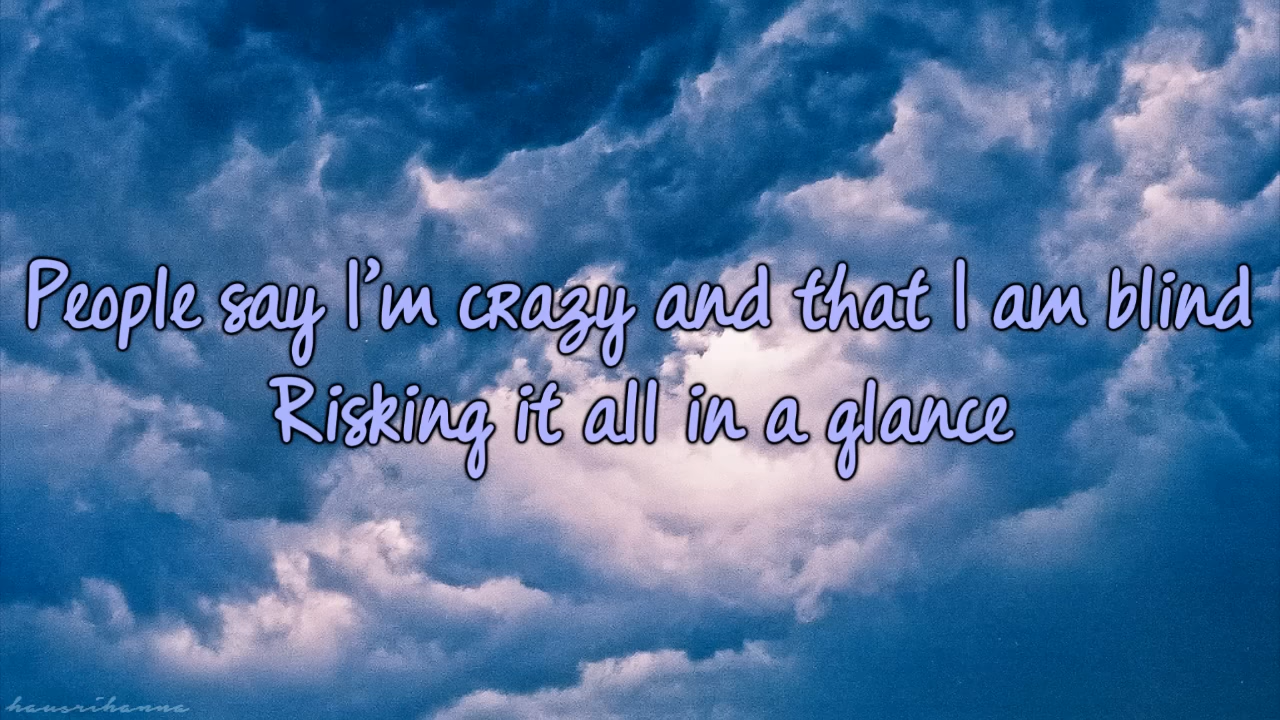 People say I'm crazy and that I am blind
Risking it all in a glance
hausrihanna